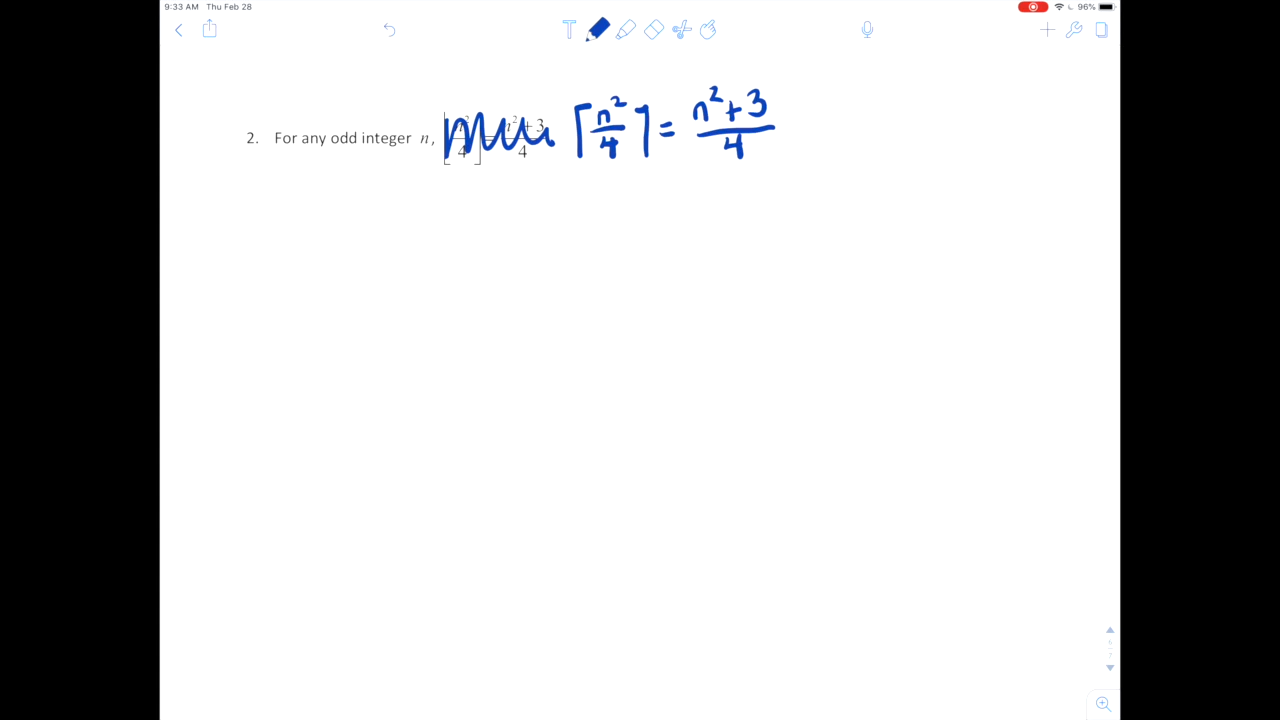 9:33 AM Thu Feb 28 96%
T
2. For any odd integer n, ⌈n²/4⌉ = (n² + 3)/4